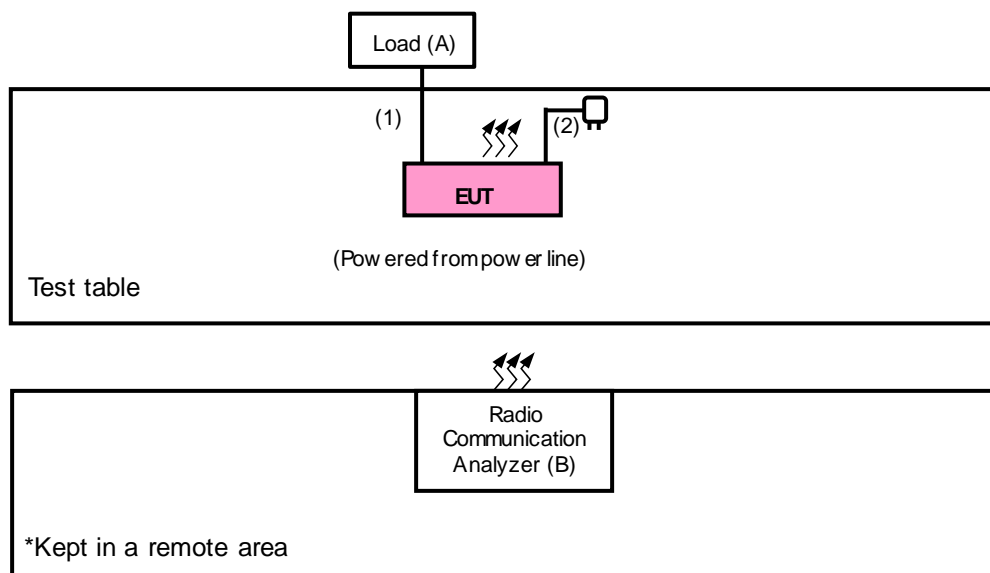 Load (A)
(1)
(2)
EUT
(Powered from power line)
Test table
Radio
Communication
Analyzer (B)
*Kept in a remote area